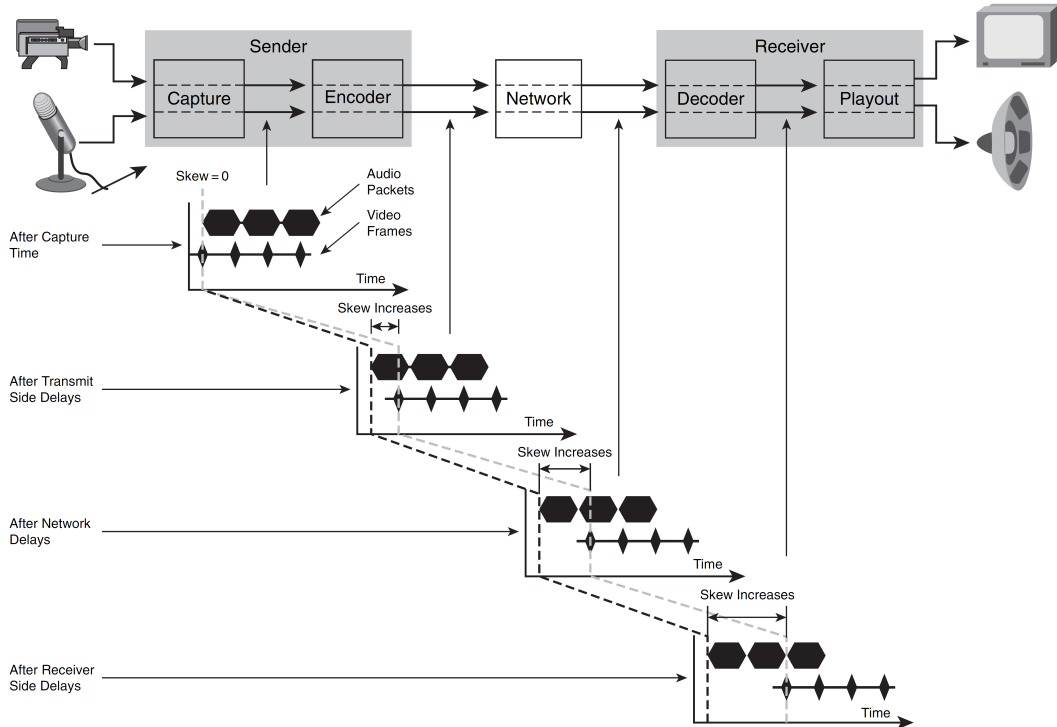 Sender
Receiver
Capture
Encoder
Network
Decoder
Playout
Skew = 0
Audio
Packets
Video
Frames
After Capture
Time
Time
Skew Increases
After Transmit
Side Delays
Time
Skew Increases
After Network
Delays
Time
Skew Increases
After Receiver
Side Delays
Time